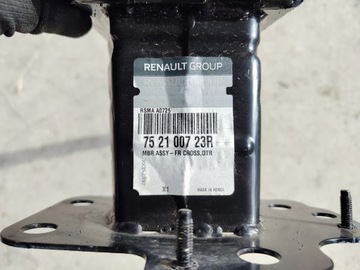 RENAULT GROUP
RSMA A0725
75 21 007 23R
MBR ASSY-FR CROSS,OTR
X1
MADE IN KOREA